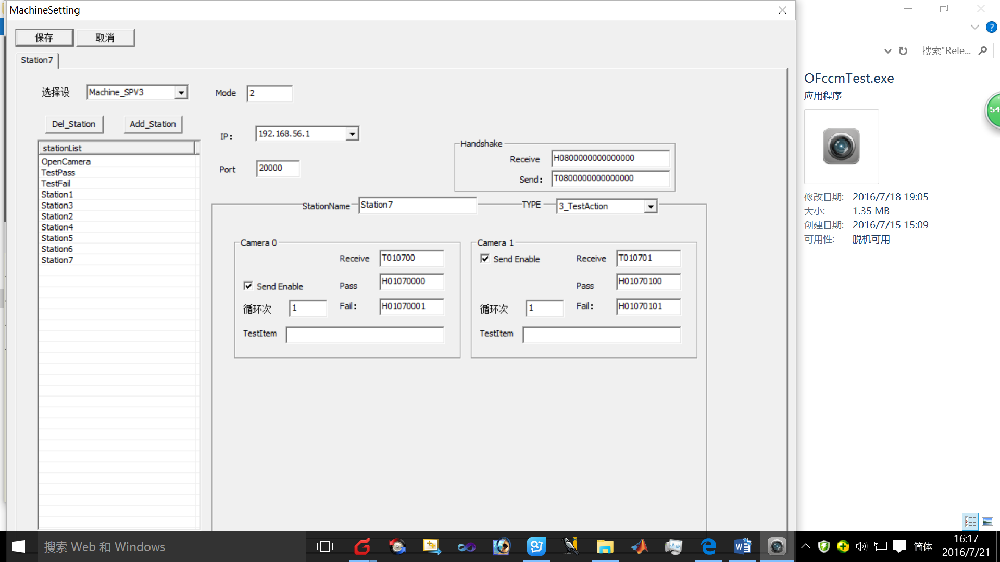 MachineSetting
保存 取消
Station7
选择设 Machine_SPV3 Mode 2
Del_Station Add_Station
IP: 192.168.56.1
Port 20000
Handshake
Receive H0800000000000000
Send: T0800000000000000
stationList
OpenCamera
TestPass
TestFail
Station1
Station3
Station2
Station4
Station5
Station6
Station7
StationName Station7 TYPE 3_TestAction
Camera 0
Receive T010700
Send Enable Pass H01070000
循环次 1 Fail: H01070001
TestItem
Camera 1
Send Enable Receive T010701
Pass H01070100
循环次 1 Fail: H01070101
TestItem
搜索"Rele...
OFccmTest.exe
应用程序
54
修改日期: 2016/7/18 19:05
大小: 1.35 MB
创建日期: 2016/7/15 15:09
可用性: 脱机可用
搜索 Web 和 Windows
简体
16:17
2016/7/21